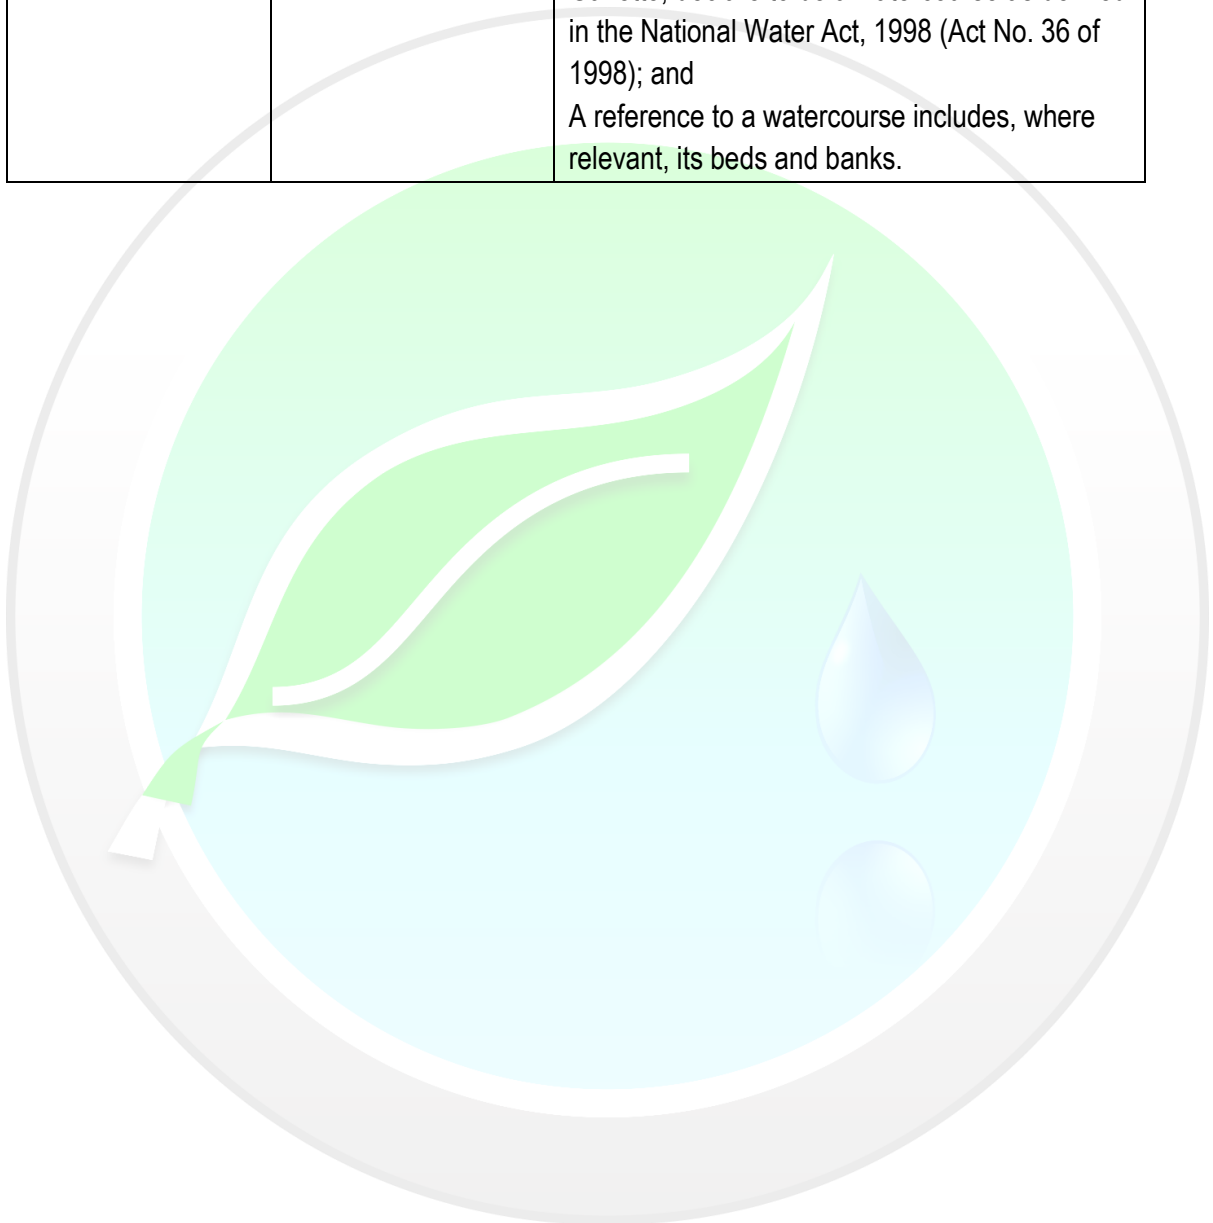 in the National Water Act, 1998 (Act No. 36 of
1998); and
A reference to a watercourse includes, where
relevant, its beds and banks.